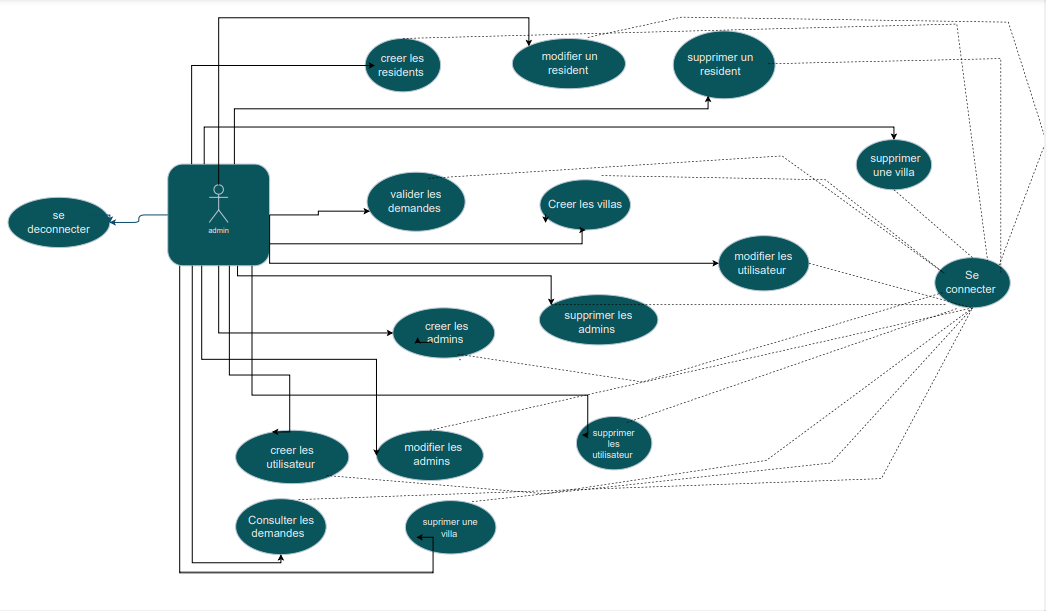 creer les
residents
modifier un
resident
supprimer un
resident
supprimer
une villa
valider les
demandes
Creer les villas
admin
se
deconnecter
modifier les
utilisateur
Se
connecter
supprimer les
admins
creer les
admins
supprimer
les
utilisateur
creer les
utilisateur
modifier les
admins
Consulter les
demandes
suprimer une
villa